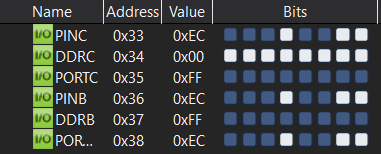 Name Address Value Bits
I/O PINC 0x33 0xEC
I/O DDRC 0x34 0x00
I/O PORTC 0x35 0xFF
I/O PINB 0x36 0xEC
I/O DDRB 0x37 0xFF
I/O POR... 0x38 0xEC